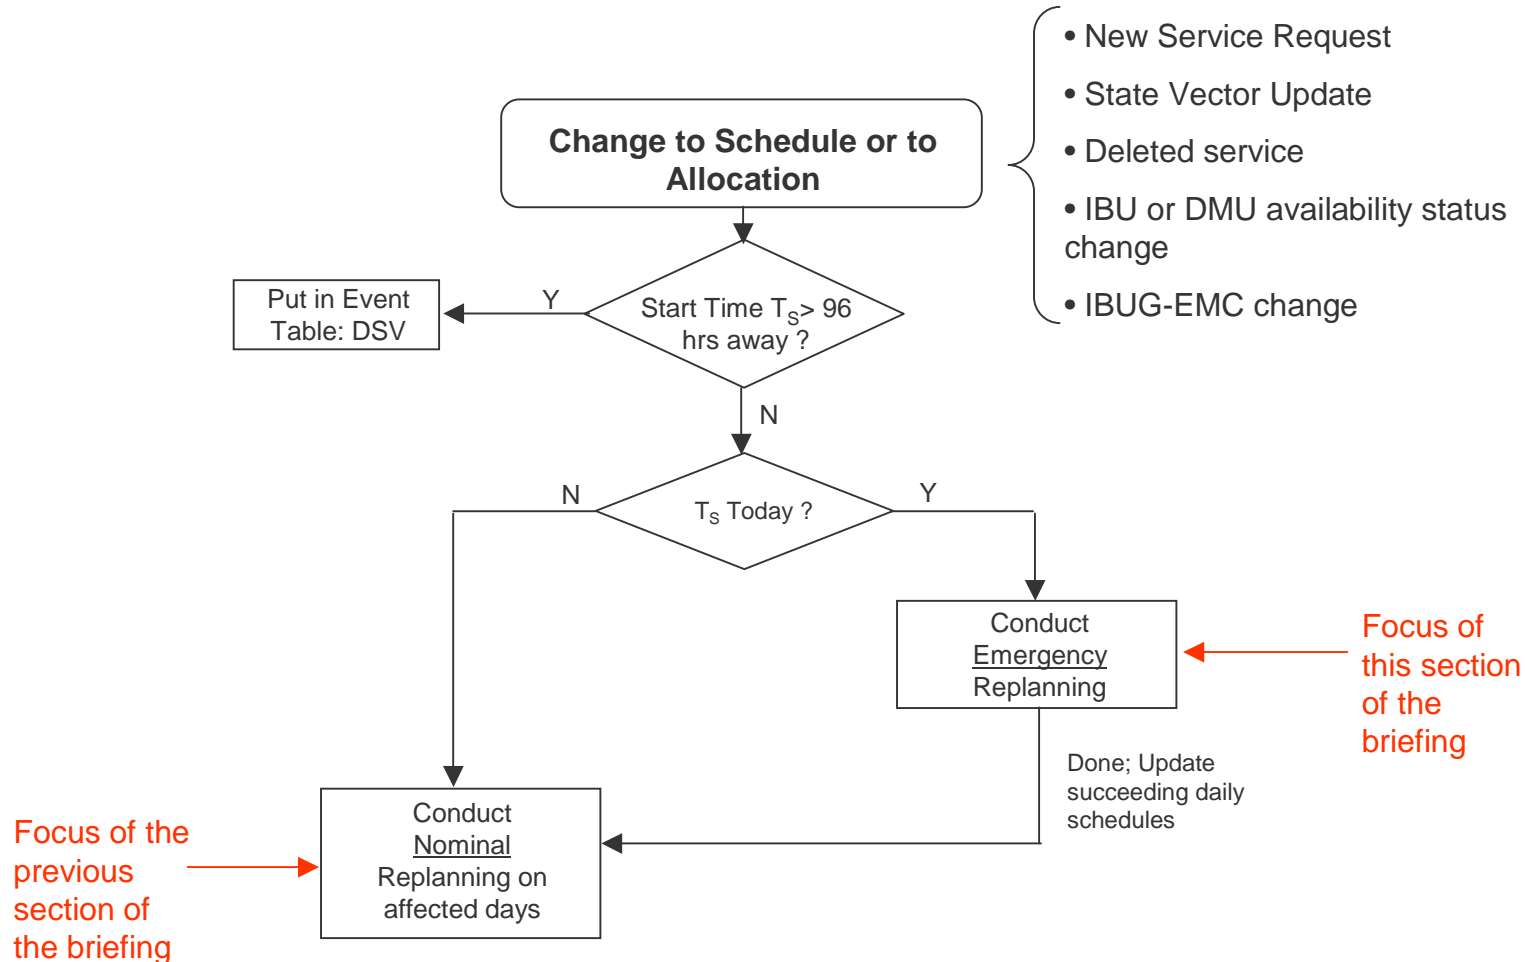 • New Service Request
• State Vector Update
• Deleted service
• IBU or DMU availability status
change
• IBUG-EMC change
Change to Schedule or to
Allocation
Start Time TS> 96
hrs away ?
Y
Put in Event
Table: DSV
N
TS Today ?
N
Y
Conduct
Emergency
Replanning
Focus of
this section
of the
briefing
Done; Update
succeeding daily
schedules
Conduct
Nominal
Replanning on
affected days
Focus of the
previous
section of
the briefing